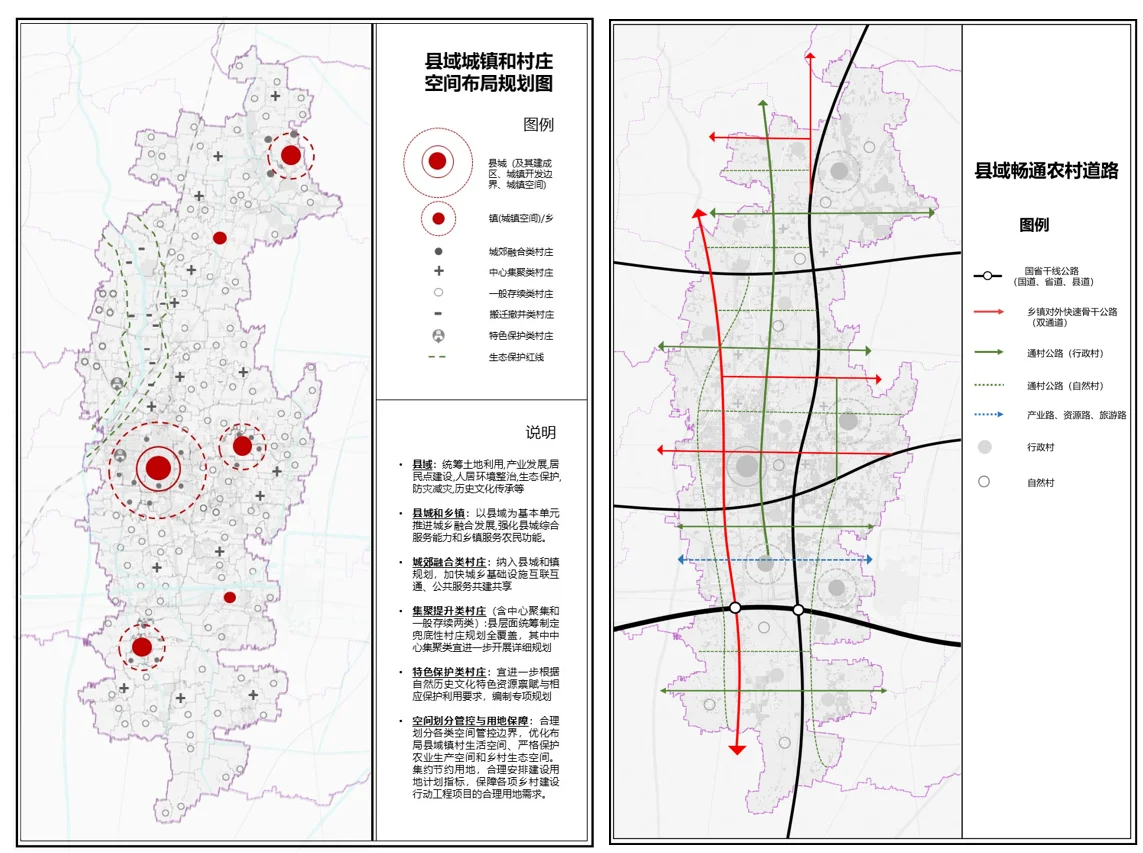 县域城镇和村庄
空间布局规划图
图例
县城（及其建成
区、城镇开发边
界、城镇空间）
镇(城镇空间)/乡
城郊融合类村庄
中心集聚类村庄
一般存续类村庄
搬迁撤并类村庄
特色保护类村庄
生态保护红线
说明
• 县域：统筹土地利用,产业发展,居
民点建设,人居环境整治,生态保护,
防灾减灾,历史文化传承等
• 县城和乡镇：以县域为基本单元
推进城乡融合发展,强化县城综合
服务能力和乡镇服务农民功能。
• 城郊融合类村庄：纳入县城和镇
规划，加快城乡基础设施互联互
通、公共服务共建共享
• 集聚提升类村庄（含中心聚集和
一般存续两类）:县层面统筹制定
兜底性村庄规划全覆盖，其中中
心集聚类宜进一步开展详细规划
• 特色保护类村庄：宜进一步根据
自然历史文化特色资源禀赋与相
应保护利用要求，编制专项规划
• 空间划分管控与用地保障：合理
划分各类空间管控边界，优化布
局县域镇村生活空间、严格保护
农业生产空间和乡村生态空间。
集约节约用地，合理安排建设用
地计划指标，保障各项乡村建设
行动工程项目的合理用地需求。
县域畅通农村道路
图例
国省干线公路
（国道、省道、县道）
乡镇对外快速骨干公路
（双通道）
通村公路（行政村）
通村公路（自然村）
产业路、资源路、旅游路
行政村
自然村